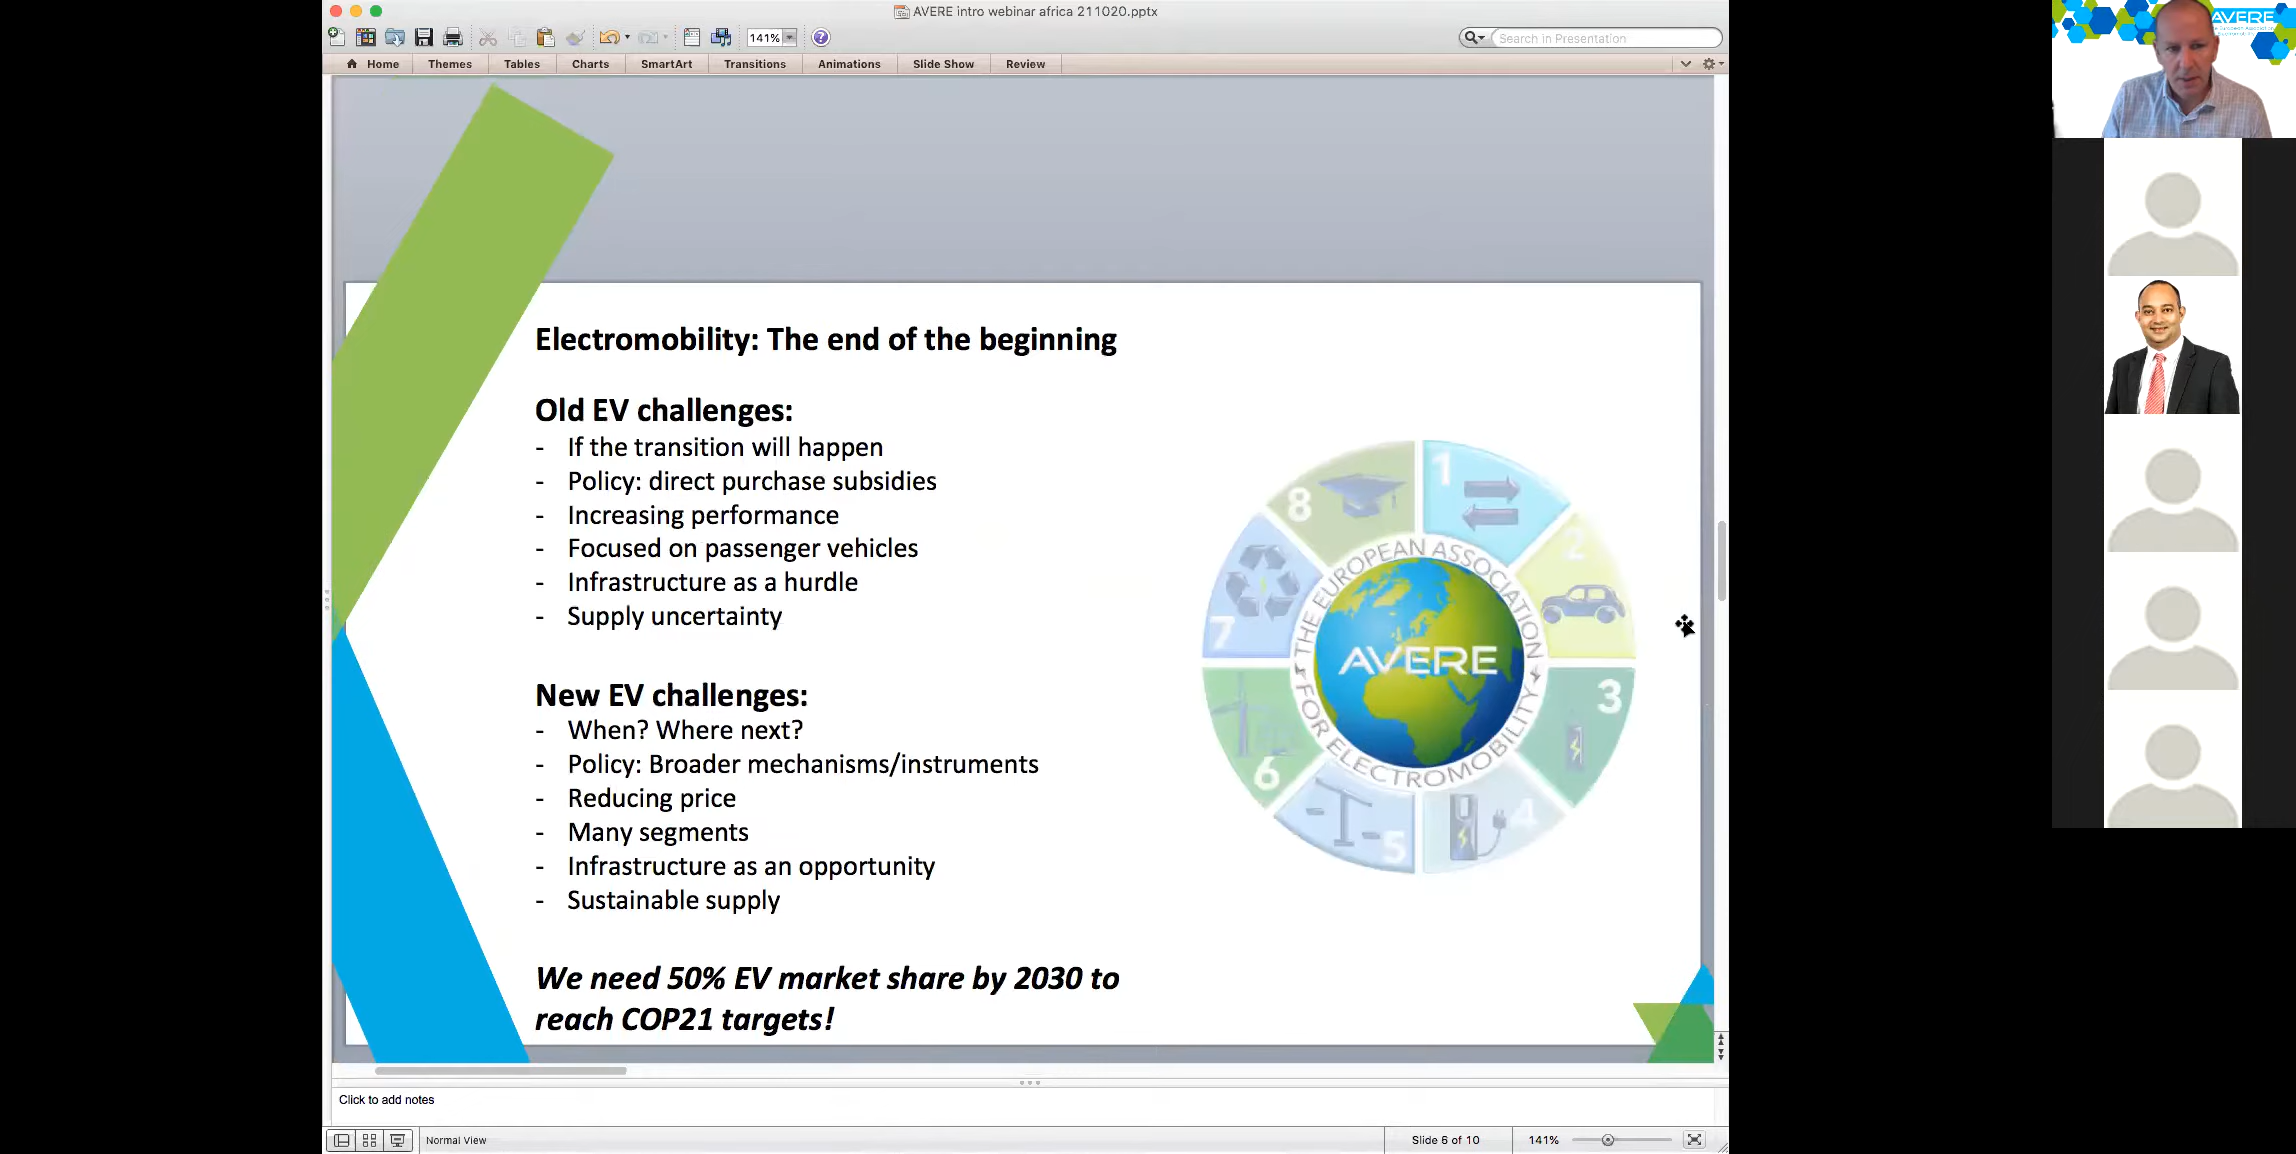 AVERE intro webinar africa 211020.pptx
141%
Search in Presentation
Home
Themes
Tables
Charts
SmartArt
Transitions
Animations
Slide Show
Review
Electromobility: The end of the beginning
Old EV challenges:
- If the transition will happen
- Policy: direct purchase subsidies
- Increasing performance
- Focused on passenger vehicles
- Infrastructure as a hurdle
- Supply uncertainty
New EV challenges:
- When? Where next?
- Policy: Broader mechanisms/instruments
- Reducing price
- Many segments
- Infrastructure as an opportunity
- Sustainable supply
We need 50% EV market share by 2030 to
reach COP21 targets!
1
2
3
4
5
6
7
8
THE EUROPEAN ASSOCIATION
FOR ELECTROMOBILITY
AVERE
Click to add notes
Normal View
Slide 6 of 10
141%
AVERE